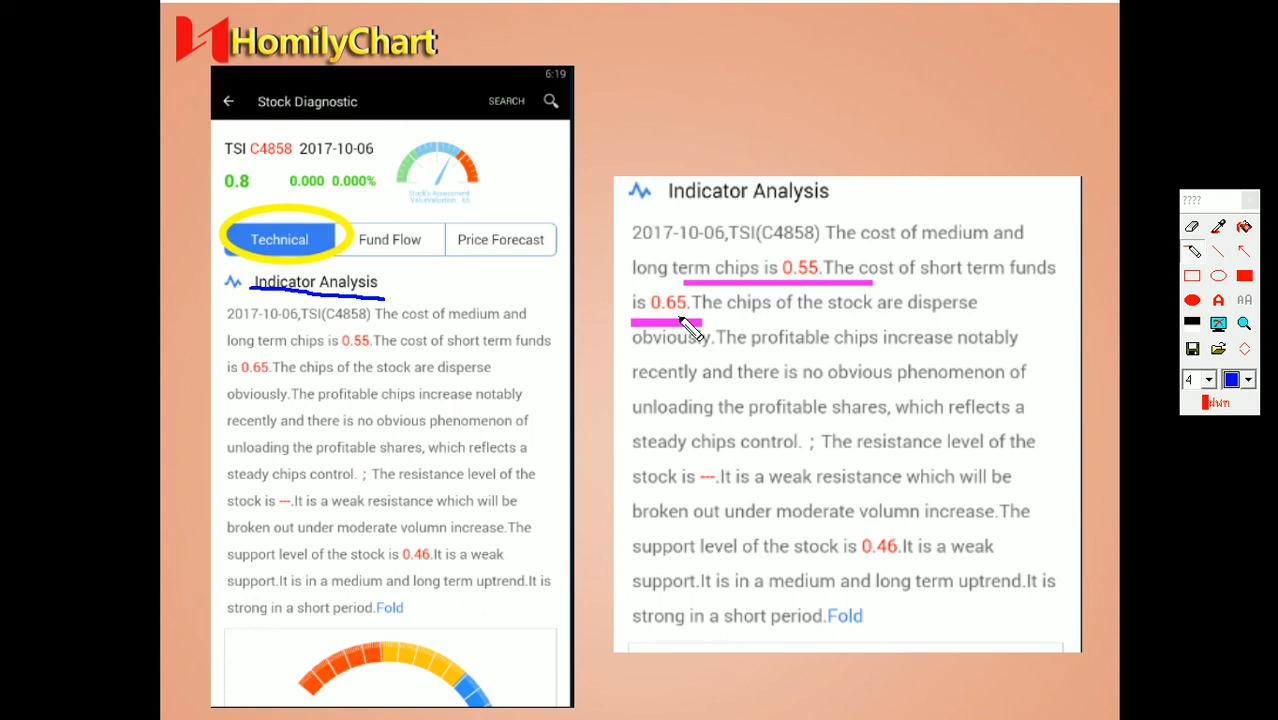 HomilyChart
6:19
Stock Diagnostic
SEARCH
TSI C4858 2017-10-06
0.8 0.000 0.000%
Stock's Assessment
ValueValuation : 65
Technical
Fund Flow
Price Forecast
Indicator Analysis
2017-10-06,TSI(C4858) The cost of medium and
long term chips is 0.55.The cost of short term funds
is 0.65.The chips of the stock are disperse
obviously.The profitable chips increase notably
recently and there is no obvious phenomenon of
unloading the profitable shares, which reflects a
steady chips control. ; The resistance level of the
stock is ---.It is a weak resistance which will be
broken out under moderate volumn increase.The
support level of the stock is 0.46.It is a weak
support.It is in a medium and long term uptrend.It is
strong in a short period.Fold
Indicator Analysis
2017-10-06,TSI(C4858) The cost of medium and
long term chips is 0.55.The cost of short term funds
is 0.65.The chips of the stock are disperse
obviously.The profitable chips increase notably
recently and there is no obvious phenomenon of
unloading the profitable shares, which reflects a
steady chips control. ; The resistance level of the
stock is ---.It is a weak resistance which will be
broken out under moderate volumn increase.The
support level of the stock is 0.46.It is a weak
support.It is in a medium and long term uptrend.It is
strong in a short period.Fold
????
A AA
4